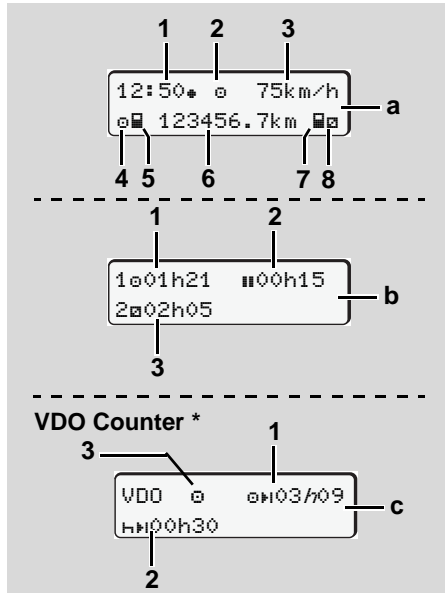 1 2 3
12:50• ⊙ 75km/h
a
⊙ 123456.7km
4 5 6 7 8
1 2
1⊙01h21 00h15
b
2 02h05
3
VDO Counter *
3 1
VDO ⊙ ⊙ 03h09
c
00h30
2